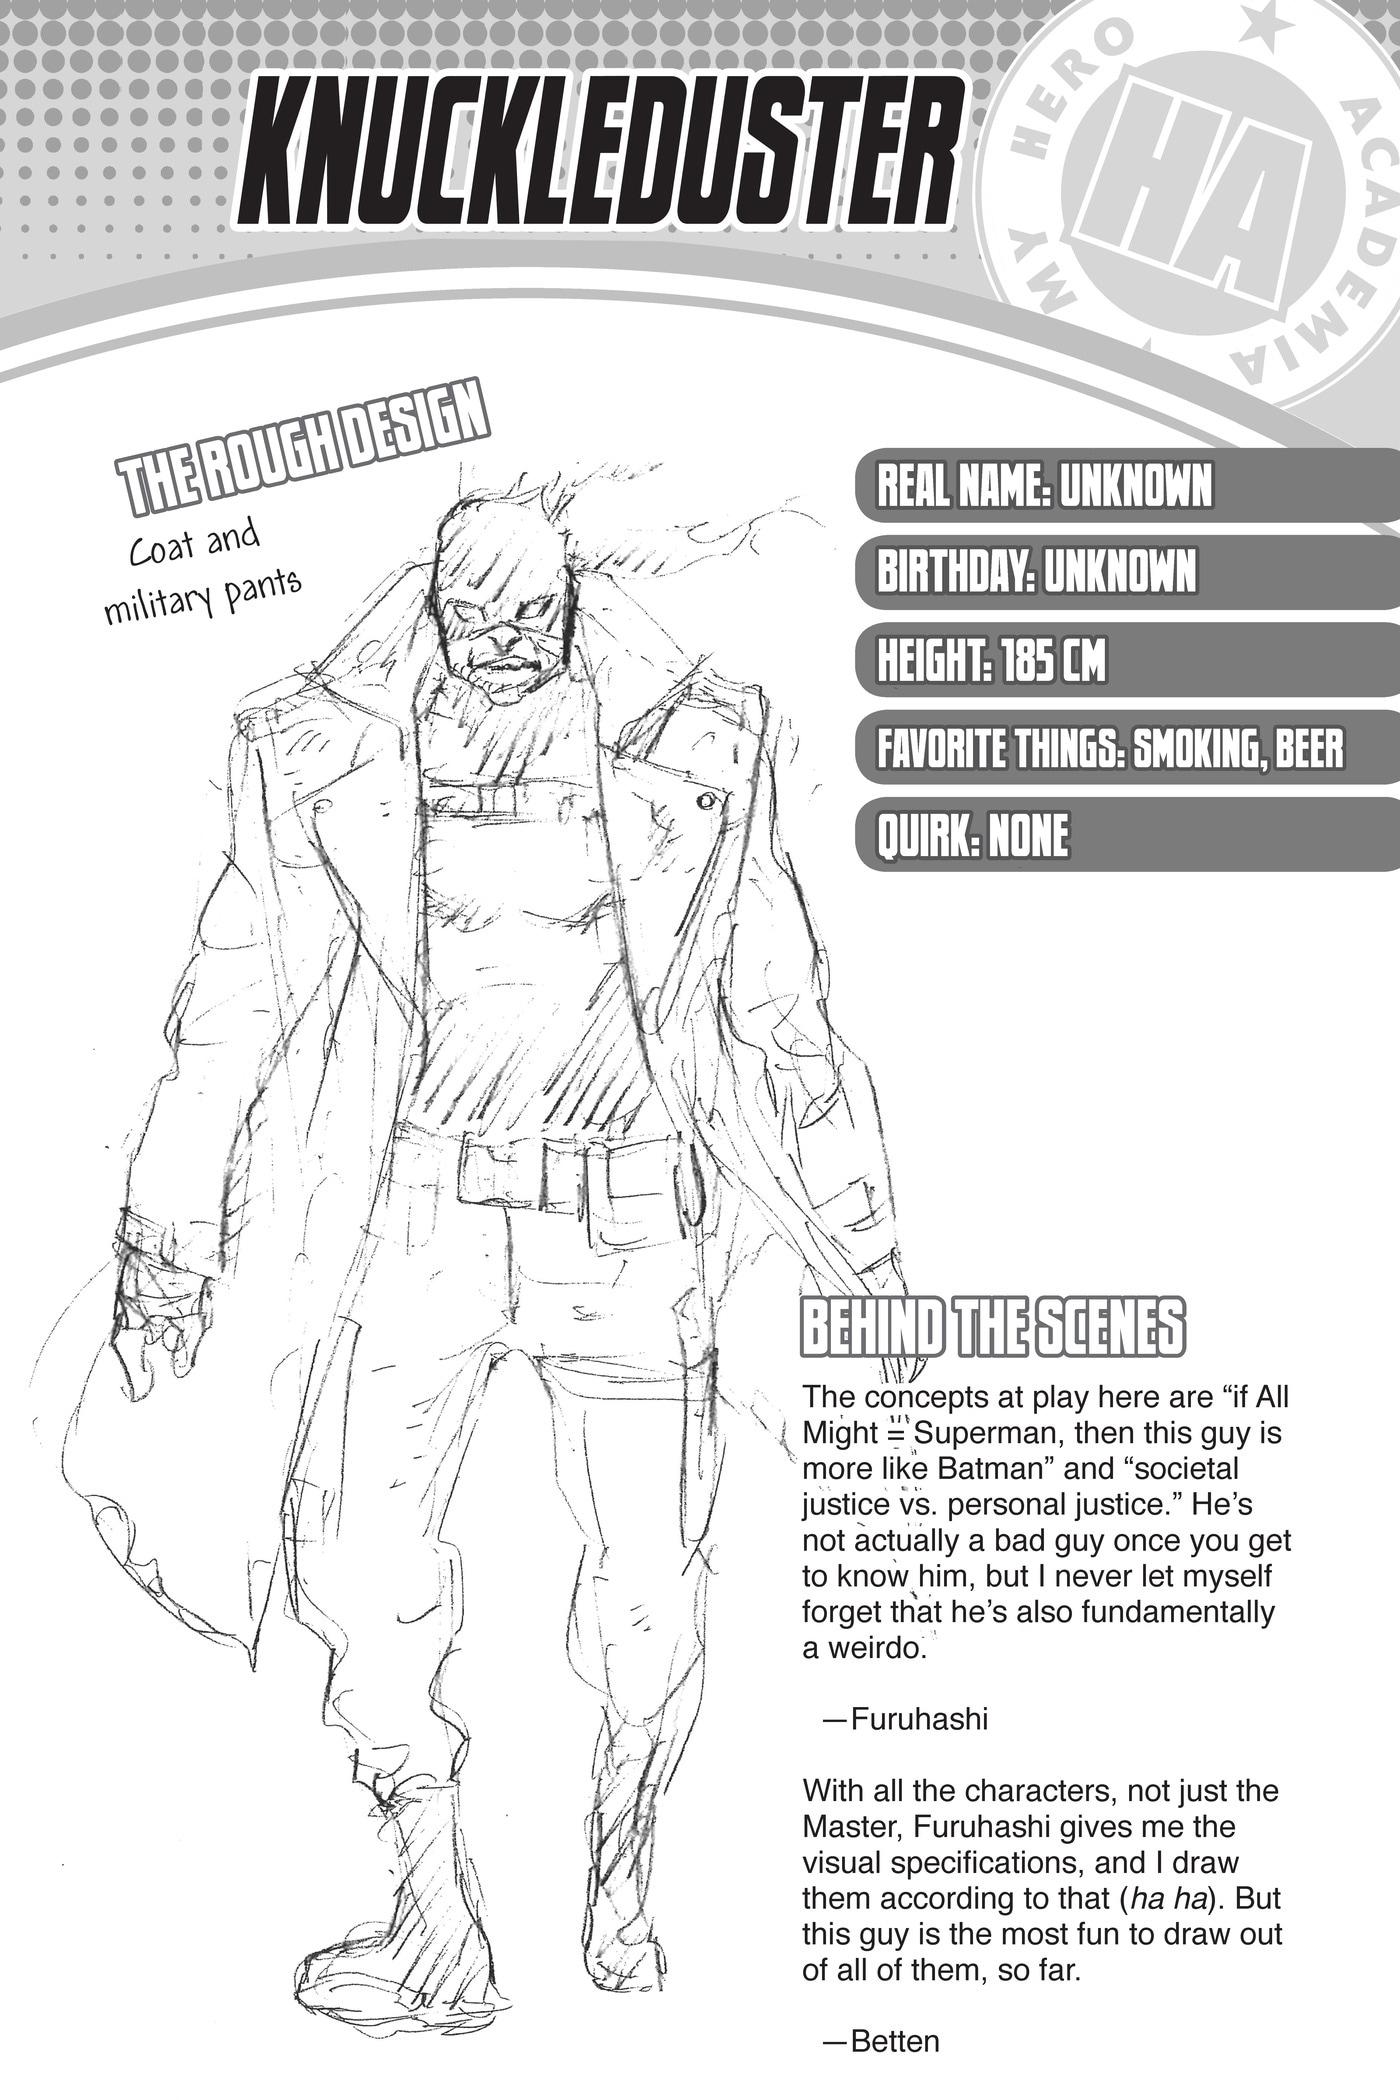 KNUCKLEDUSTER
MY HERO ACADEMIA
HA
THE ROUGH DESIGN
Coat and
military pants
REAL NAME: UNKNOWN
BIRTHDAY: UNKNOWN
HEIGHT: 185 CM
FAVORITE THINGS: SMOKING, BEER
QUIRK: NONE
BEHIND THE SCENES
The concepts at play here are “if All
Might = Superman, then this guy is
more like Batman” and “societal
justice vs. personal justice.” He’s
not actually a bad guy once you get
to know him, but I never let myself
forget that he’s also fundamentally
a weirdo.
—Furuhashi
With all the characters, not just the
Master, Furuhashi gives me the
visual specifications, and I draw
them according to that (ha ha). But
this guy is the most fun to draw out
of all of them, so far.
—Betten